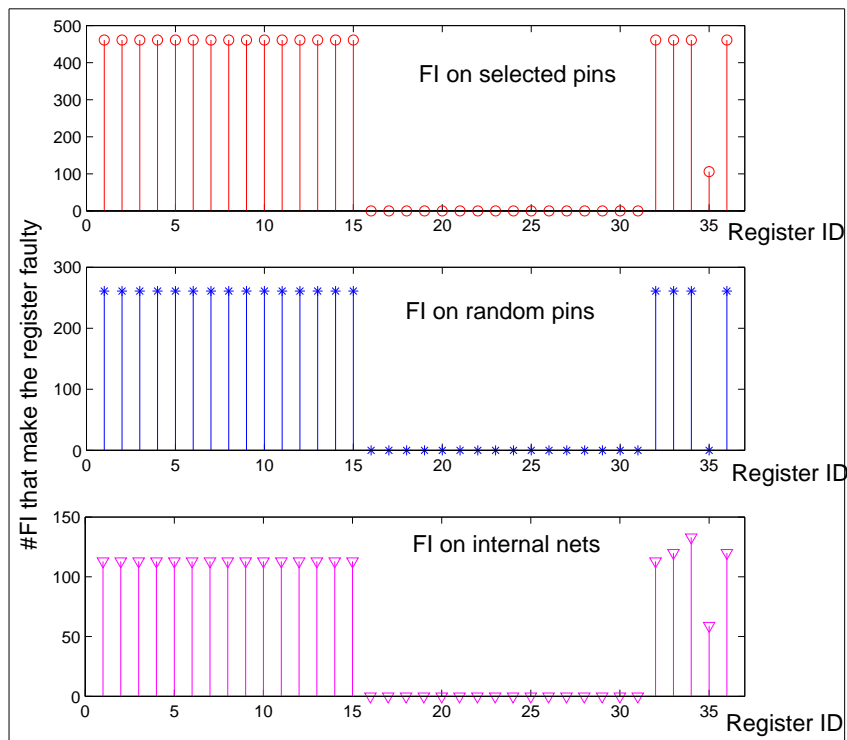 #FI that make the register faulty
500
400
300
200
100
0
FI on selected pins
0 5 10 15 20 25 30 35
Register ID
300
200
100
0
FI on random pins
0 5 10 15 20 25 30 35
Register ID
150
100
50
0
FI on internal nets
0 5 10 15 20 25 30 35
Register ID